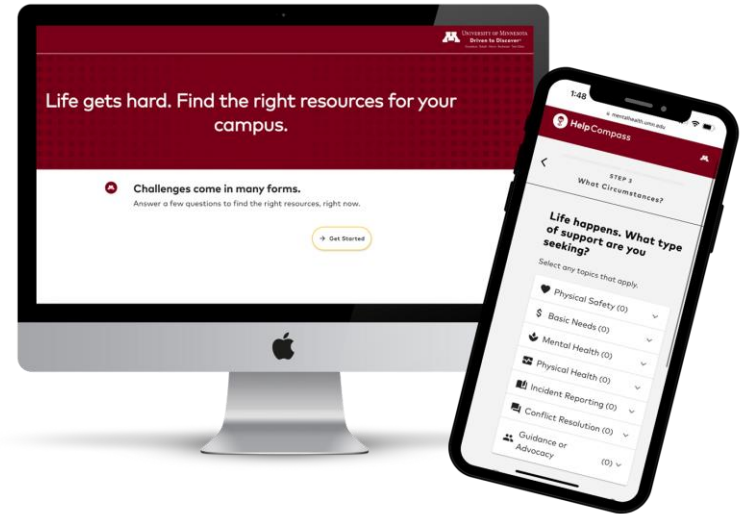 UNIVERSITY OF MINNESOTA
Driven to Discover
Life gets hard. Find the right resources for your
campus.
Challenges come in many forms.
Answer a few questions to find the right resources, right now.
→ Get Started
1:48
mentalhealth.umn.edu
HelpCompass
STEP 3
What Circumstances?
Life happens. What type
of support are you
seeking?
Select any topics that apply.
Physical Safety (0)
$ Basic Needs (0)
Mental Health (0)
Physical Health (0)
Incident Reporting (0)
Conflict Resolution (0)
Guidance or
Advocacy (0)